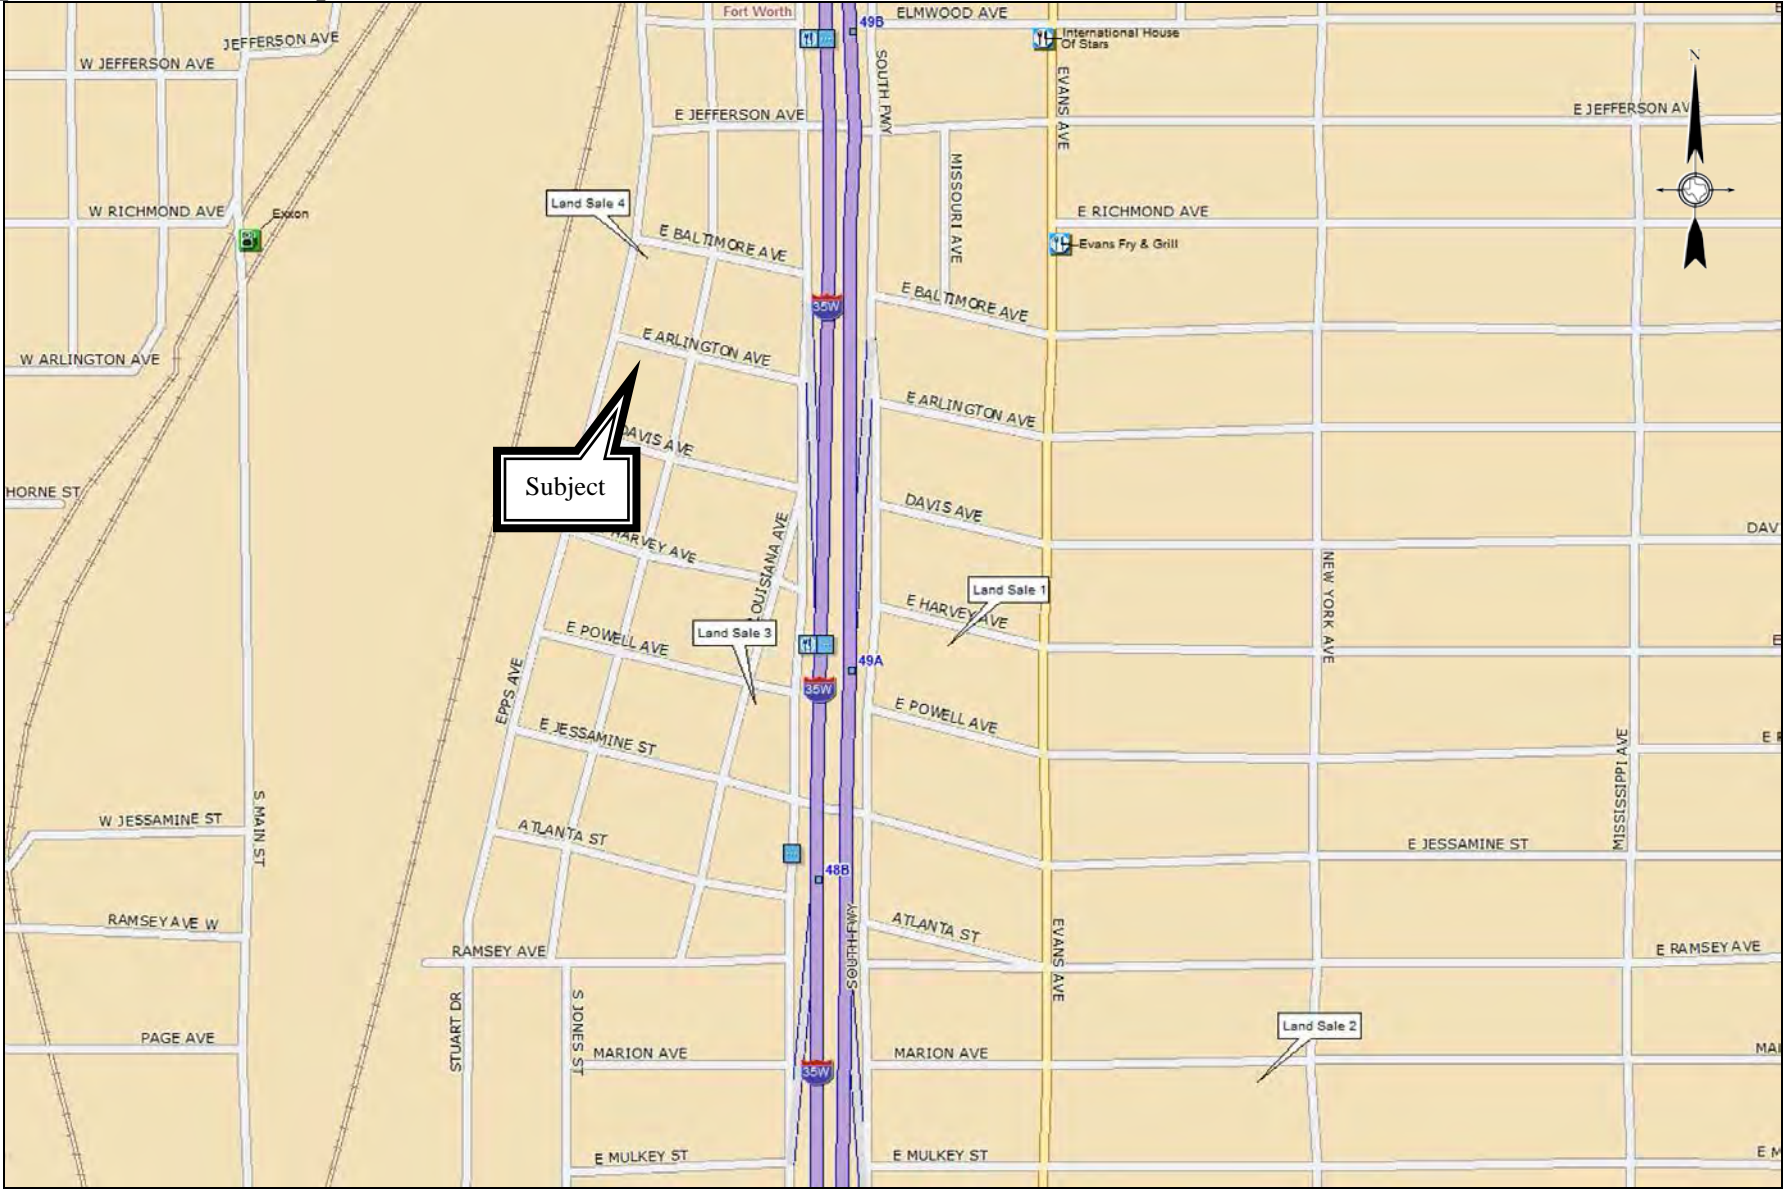 Fort Worth
49B
ELMWOOD AVE
International House
Of Stars
JEFFERSON AVE
W JEFFERSON AVE
SOUTH FWY
EVANS AVE
N
E JEFFERSON AVE
E JEFFERSON AVE
MISSOURI AVE
Land Sale 4
W RICHMOND AVE
Exxon
E RICHMOND AVE
E BALTIMORE AVE
Evans Fry & Grill
35W
E BALTIMORE AVE
E ARLINGTON AVE
W ARLINGTON AVE
E ARLINGTON AVE
DAVIS AVE
Subject
HORNE ST
DAVIS AVE
DAV
HARVEY AVE
OUISIANA AVE
NEW YORK AVE
Land Sale 1
E HARVEY AVE
E POWELL AVE
Land Sale 3
E
49A
35W
EPPS AVE
E POWELL AVE
E JESSAMINE ST
MISSISSIPPI AVE
S MAIN ST
W JESSAMINE ST
ATLANTA ST
E JESSAMINE ST
48B
RAMSEY AVE W
SOUTH FWY
ATLANTA ST
EVANS AVE
RAMSEY AVE
E RAMSEY AVE
STUART DR
S JONES ST
Land Sale 2
PAGE AVE
MARION AVE
MARION AVE
MA
35W
E MULKEY ST
E MULKEY ST
E M